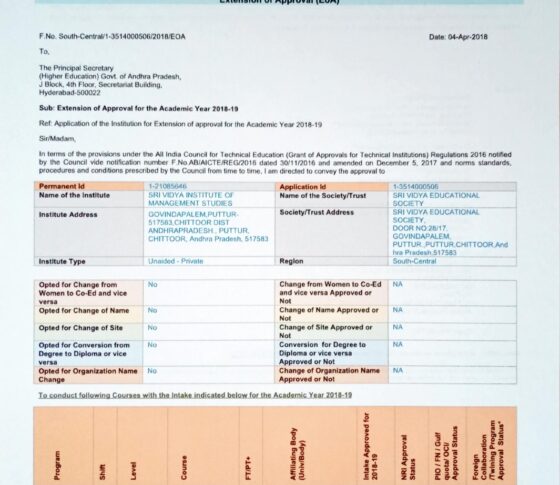 Extension of Approval (EoA)
F.No. South-Central/1-3514000506/2018/EOA
Date: 04-Apr-2018
To,
The Principal Secretary
(Higher Education) Govt. of Andhra Pradesh,
J Block, 4th Floor, Secretariat Building,
Hyderabad-500022
Sub: Extension of Approval for the Academic Year 2018-19
Ref: Application of the Institution for Extension of approval for the Academic Year 2018-19
Sir/Madam,
In terms of the provisions under the All India Council for Technical Education (Grant of Approvals for Technical Institutions) Regulations 2016 notified
by the Council vide notification number F.No.AB/AICTE/REG/2016 dated 30/11/2016 and amended on December 5, 2017 and norms standards,
procedures and conditions prescribed by the Council from time to time, I am directed to convey the approval to
Permanent Id 1-21085646 Application Id 1-3514000506
Name of the Institute SRI VIDYA INSTITUTE OF
MANAGEMENT STUDIES
Name of the Society/Trust SRI VIDYA EDUCATIONAL
SOCIETY
Institute Address GOVINDAPALEM,PUTTUR-
517583,CHITTOOR DIST
ANDHRAPRADESH., PUTTUR,
CHITTOOR, Andhra Pradesh, 517583
Society/Trust Address SRI VIDYA EDUCATIONAL
SOCIETY,
DOOR NO:26/17,
GOVINDAPALEM,
PUTTUR.,PUTTUR,CHITTOOR,And
hra Pradesh,517583
Institute Type Unaided - Private Region South-Central
Opted for Change from
Women to Co-Ed and vice
versa
No
Change from Women to Co-Ed
and vice versa Approved or
Not
NA
Opted for Change of Name No
Change of Name Approved or
Not
NA
Opted for Change of Site No
Change of Site Approved or
Not
NA
Opted for Conversion from
Degree to Diploma or vice
versa
No
Conversion for Degree to
Diploma or vice versa
Approved or Not
NA
Opted for Organization Name
Change
No
Change of Organization Name
Approved or Not
NA
To conduct following Courses with the Intake indicated below for the Academic Year 2018-19
Program
Shift
Level
Course
FT/PT+
Affiliating Body
(Univ/Body)
Intake Approved for
2018-19
NRI Approval
Status
PIO / FN / Gulf
quota/ OCI/
Approval Status
Foreign
Collaboration
/Twining Program
Approval Status*